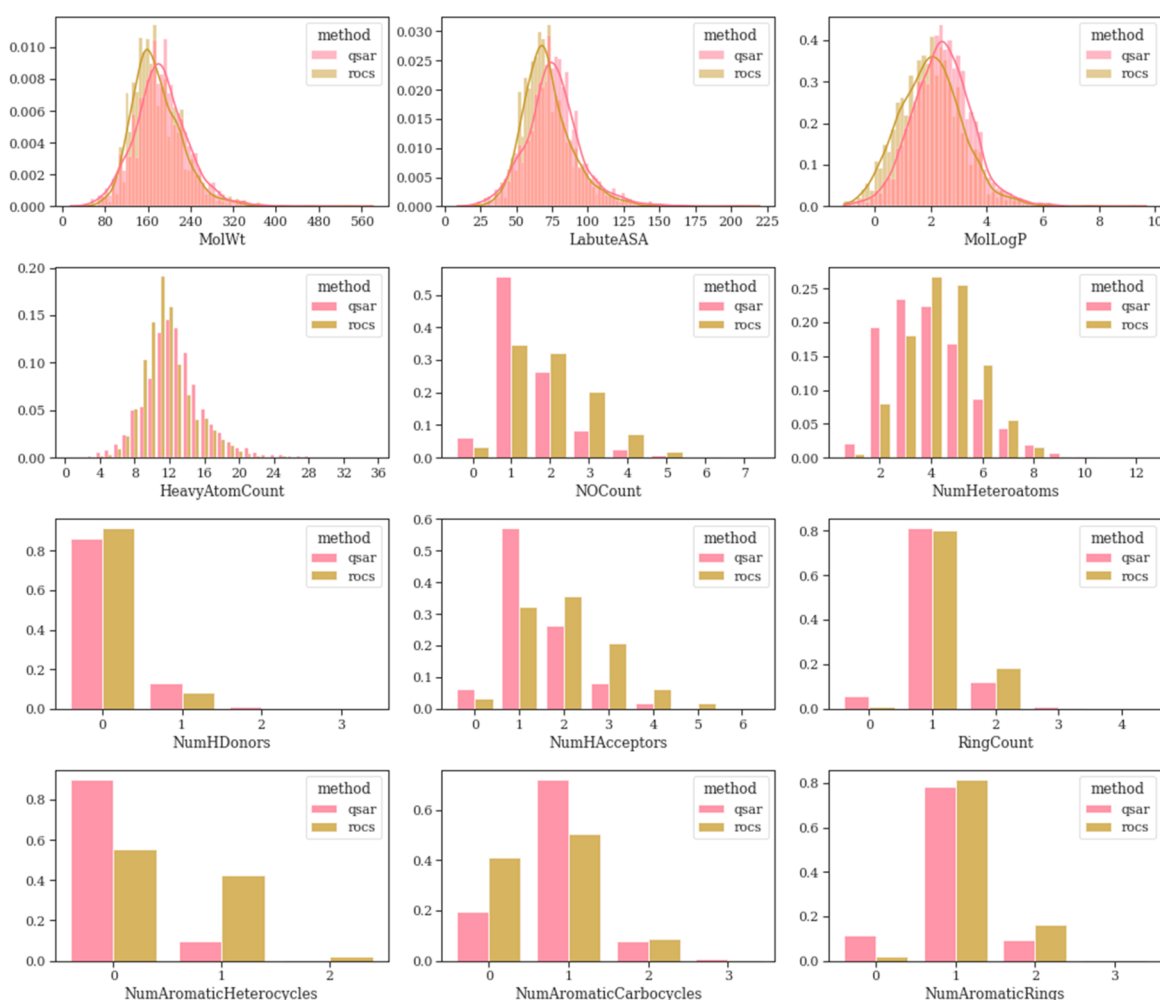 method
qsar
rocs
0.010
0.008
0.006
0.004
0.002
0.000
0 80 160 240 320 400 480 560
MolWt
method
qsar
rocs
0.030
0.025
0.020
0.015
0.010
0.005
0.000
0 25 50 75 100 125 150 175 200 225
LabuteASA
method
qsar
rocs
0.4
0.3
0.2
0.1
0.0
0 2 4 6 8 10
MolLogP
method
qsar
rocs
0.20
0.15
0.10
0.05
0.00
0 4 8 12 16 20 24 28 32 36
HeavyAtomCount
method
qsar
rocs
0.5
0.4
0.3
0.2
0.1
0.0
0 1 2 3 4 5 6 7
NOCount
method
qsar
rocs
0.25
0.20
0.15
0.10
0.05
0.00
2 4 6 8 10 12
NumHeteroatoms
method
qsar
rocs
0.8
0.6
0.4
0.2
0.0
0 1 2 3
NumHDonors
method
qsar
rocs
0.6
0.5
0.4
0.3
0.2
0.1
0.0
0 1 2 3 4 5 6
NumHAcceptors
method
qsar
rocs
0.8
0.6
0.4
0.2
0.0
0 1 2 3 4
RingCount
method
qsar
rocs
0.8
0.6
0.4
0.2
0.0
0 1 2
NumAromaticHeterocycles
method
qsar
rocs
0.6
0.4
0.2
0.0
0 1 2 3
NumAromaticCarbocycles
method
qsar
rocs
0.8
0.6
0.4
0.2
0.0
0 1 2 3
NumAromaticRings